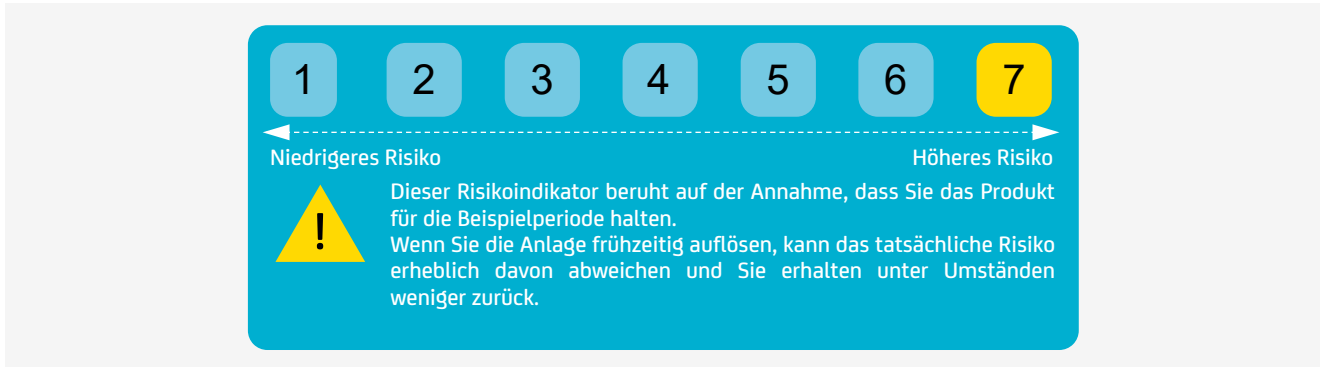 1 2 3 4 5 6 7
Niedrigeres Risiko Höheres Risiko
!
Dieser Risikoindikator beruht auf der Annahme, dass Sie das Produkt
für die Beispielperiode halten.
Wenn Sie die Anlage frühzeitig auflösen, kann das tatsächliche Risiko
erheblich davon abweichen und Sie erhalten unter Umständen
weniger zurück.